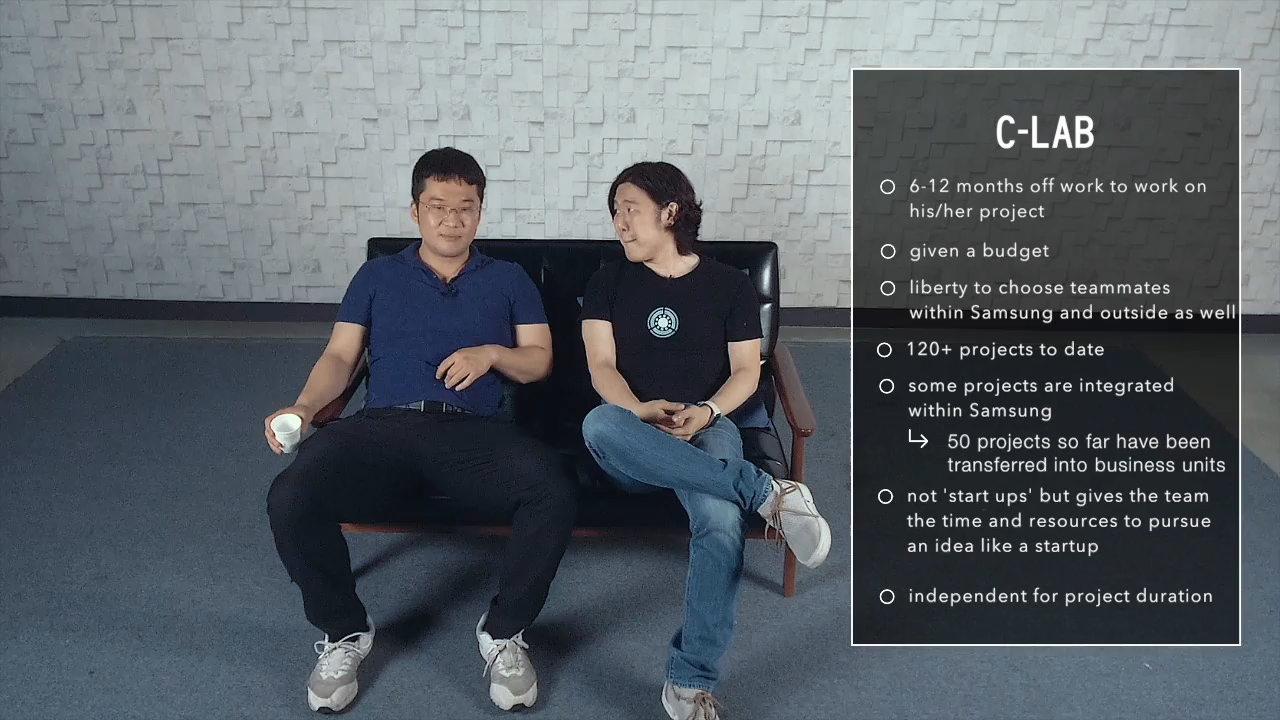 C-LAB
6-12 months off work to work on
his/her project
given a budget
liberty to choose teammates
within Samsung and outside as well
120+ projects to date
some projects are integrated
within Samsung
50 projects so far have been
transferred into business units
not 'start ups' but gives the team
the time and resources to pursue
an idea like a startup
independent for project duration